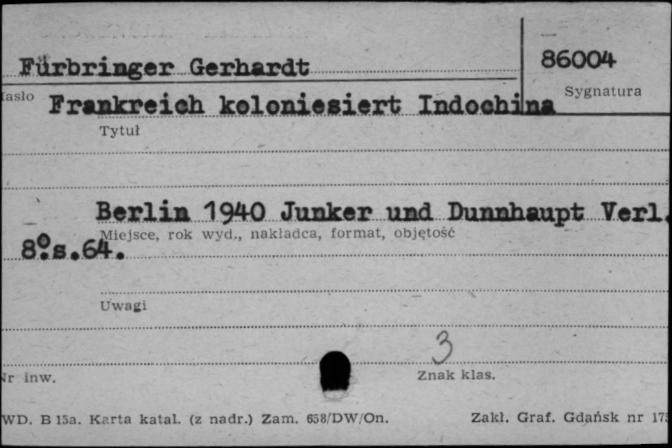 Fürbringer Gerhardt
86004
Sygnatura
Hasło
Frankreich koloniesiert Indochina
Tytuł
Berlin 1940 Junker und Dunnhaupt Verl.
Miejsce, rok wyd., nakładca, format, objętość
8°.s.64.
Uwagi
3
Nr inw.
Znak klas.
WD. B 15a. Karta katal. (z nadr.) Zam. 658/DW/On.
Zakł. Graf. Gdańsk nr 175